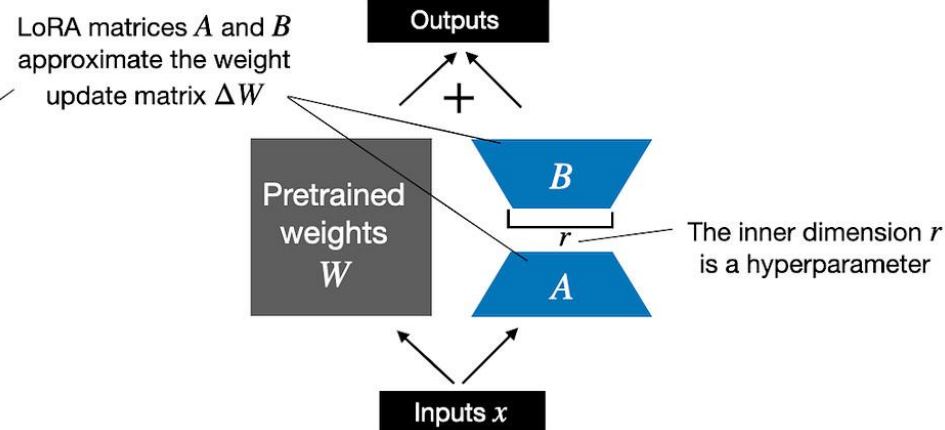 Outputs
LoRA matrices A and B
approximate the weight
update matrix ΔW
+
Pretrained
weights
W
B
r
The inner dimension r
is a hyperparameter
A
Inputs x